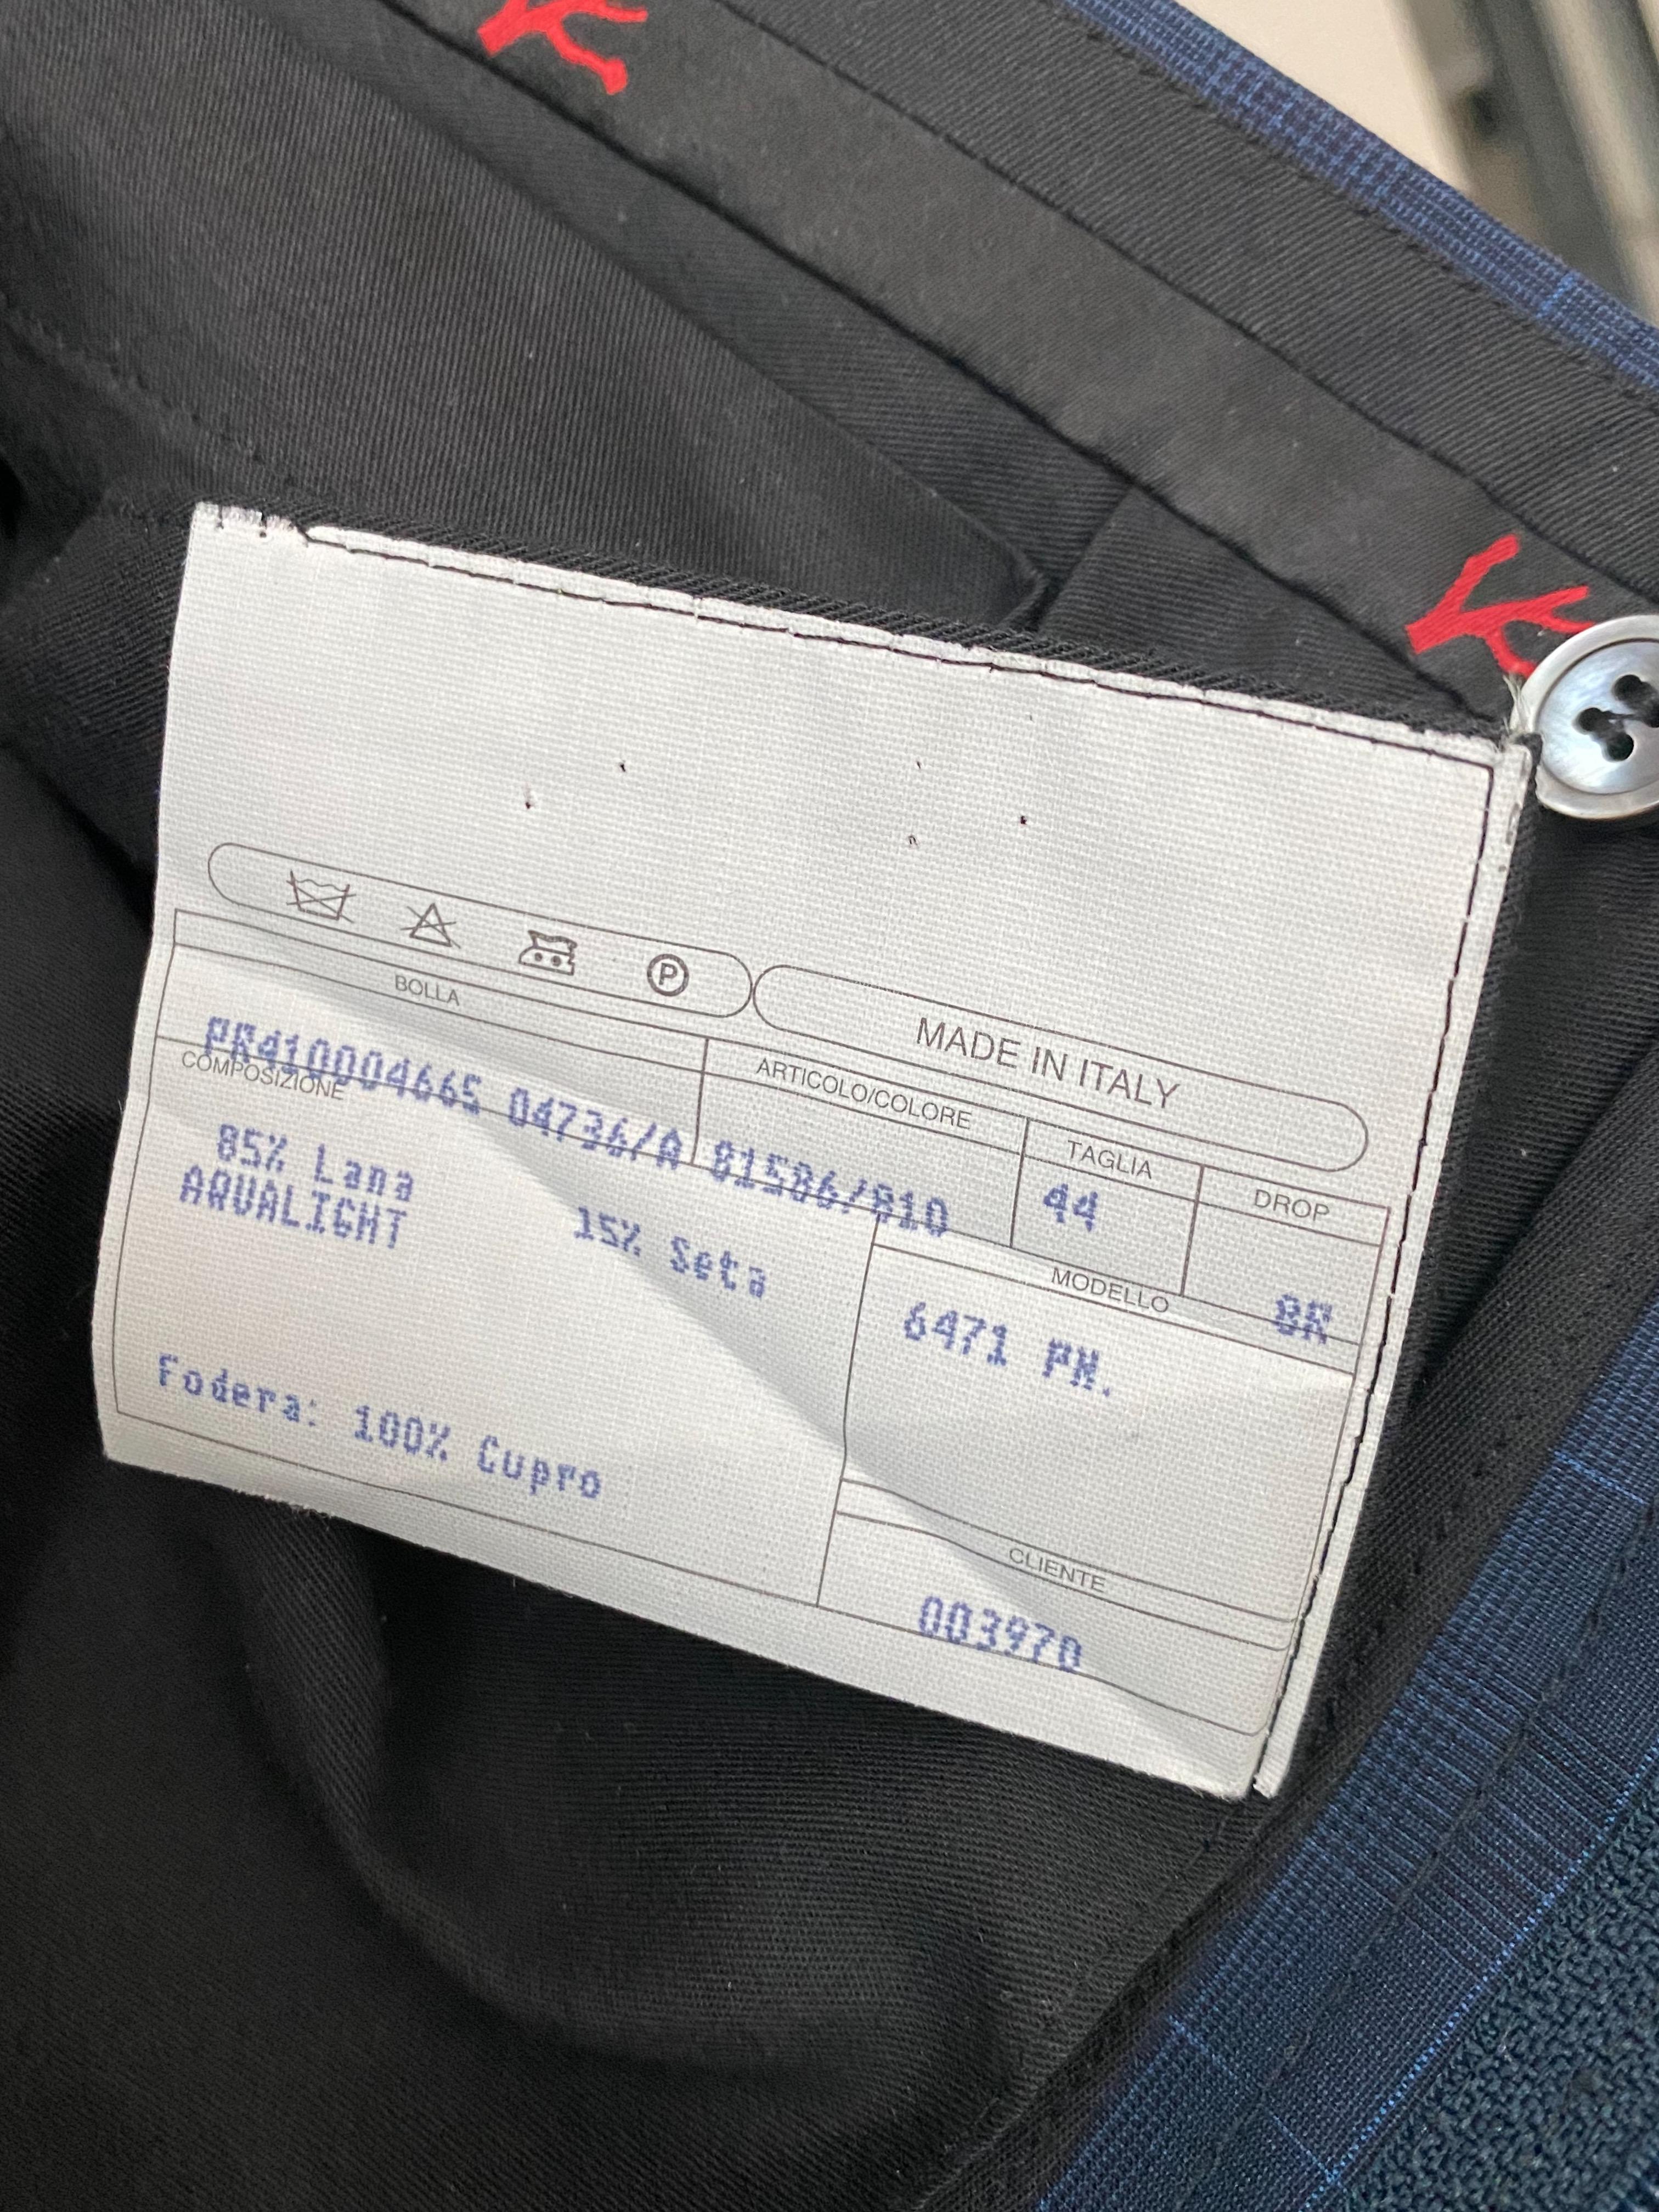 P
MADE IN ITALY
BOLLA
ARTICOLO/COLORE
TAGLIA
DROP
PR410004665 04736/A 81586/810
44
8R
COMPOSIZIONE
85% Lana
AQUALIGHT
15% Seta
MODELLO
6471 PN.
Fodera: 100% Cupro
CLIENTE
003970